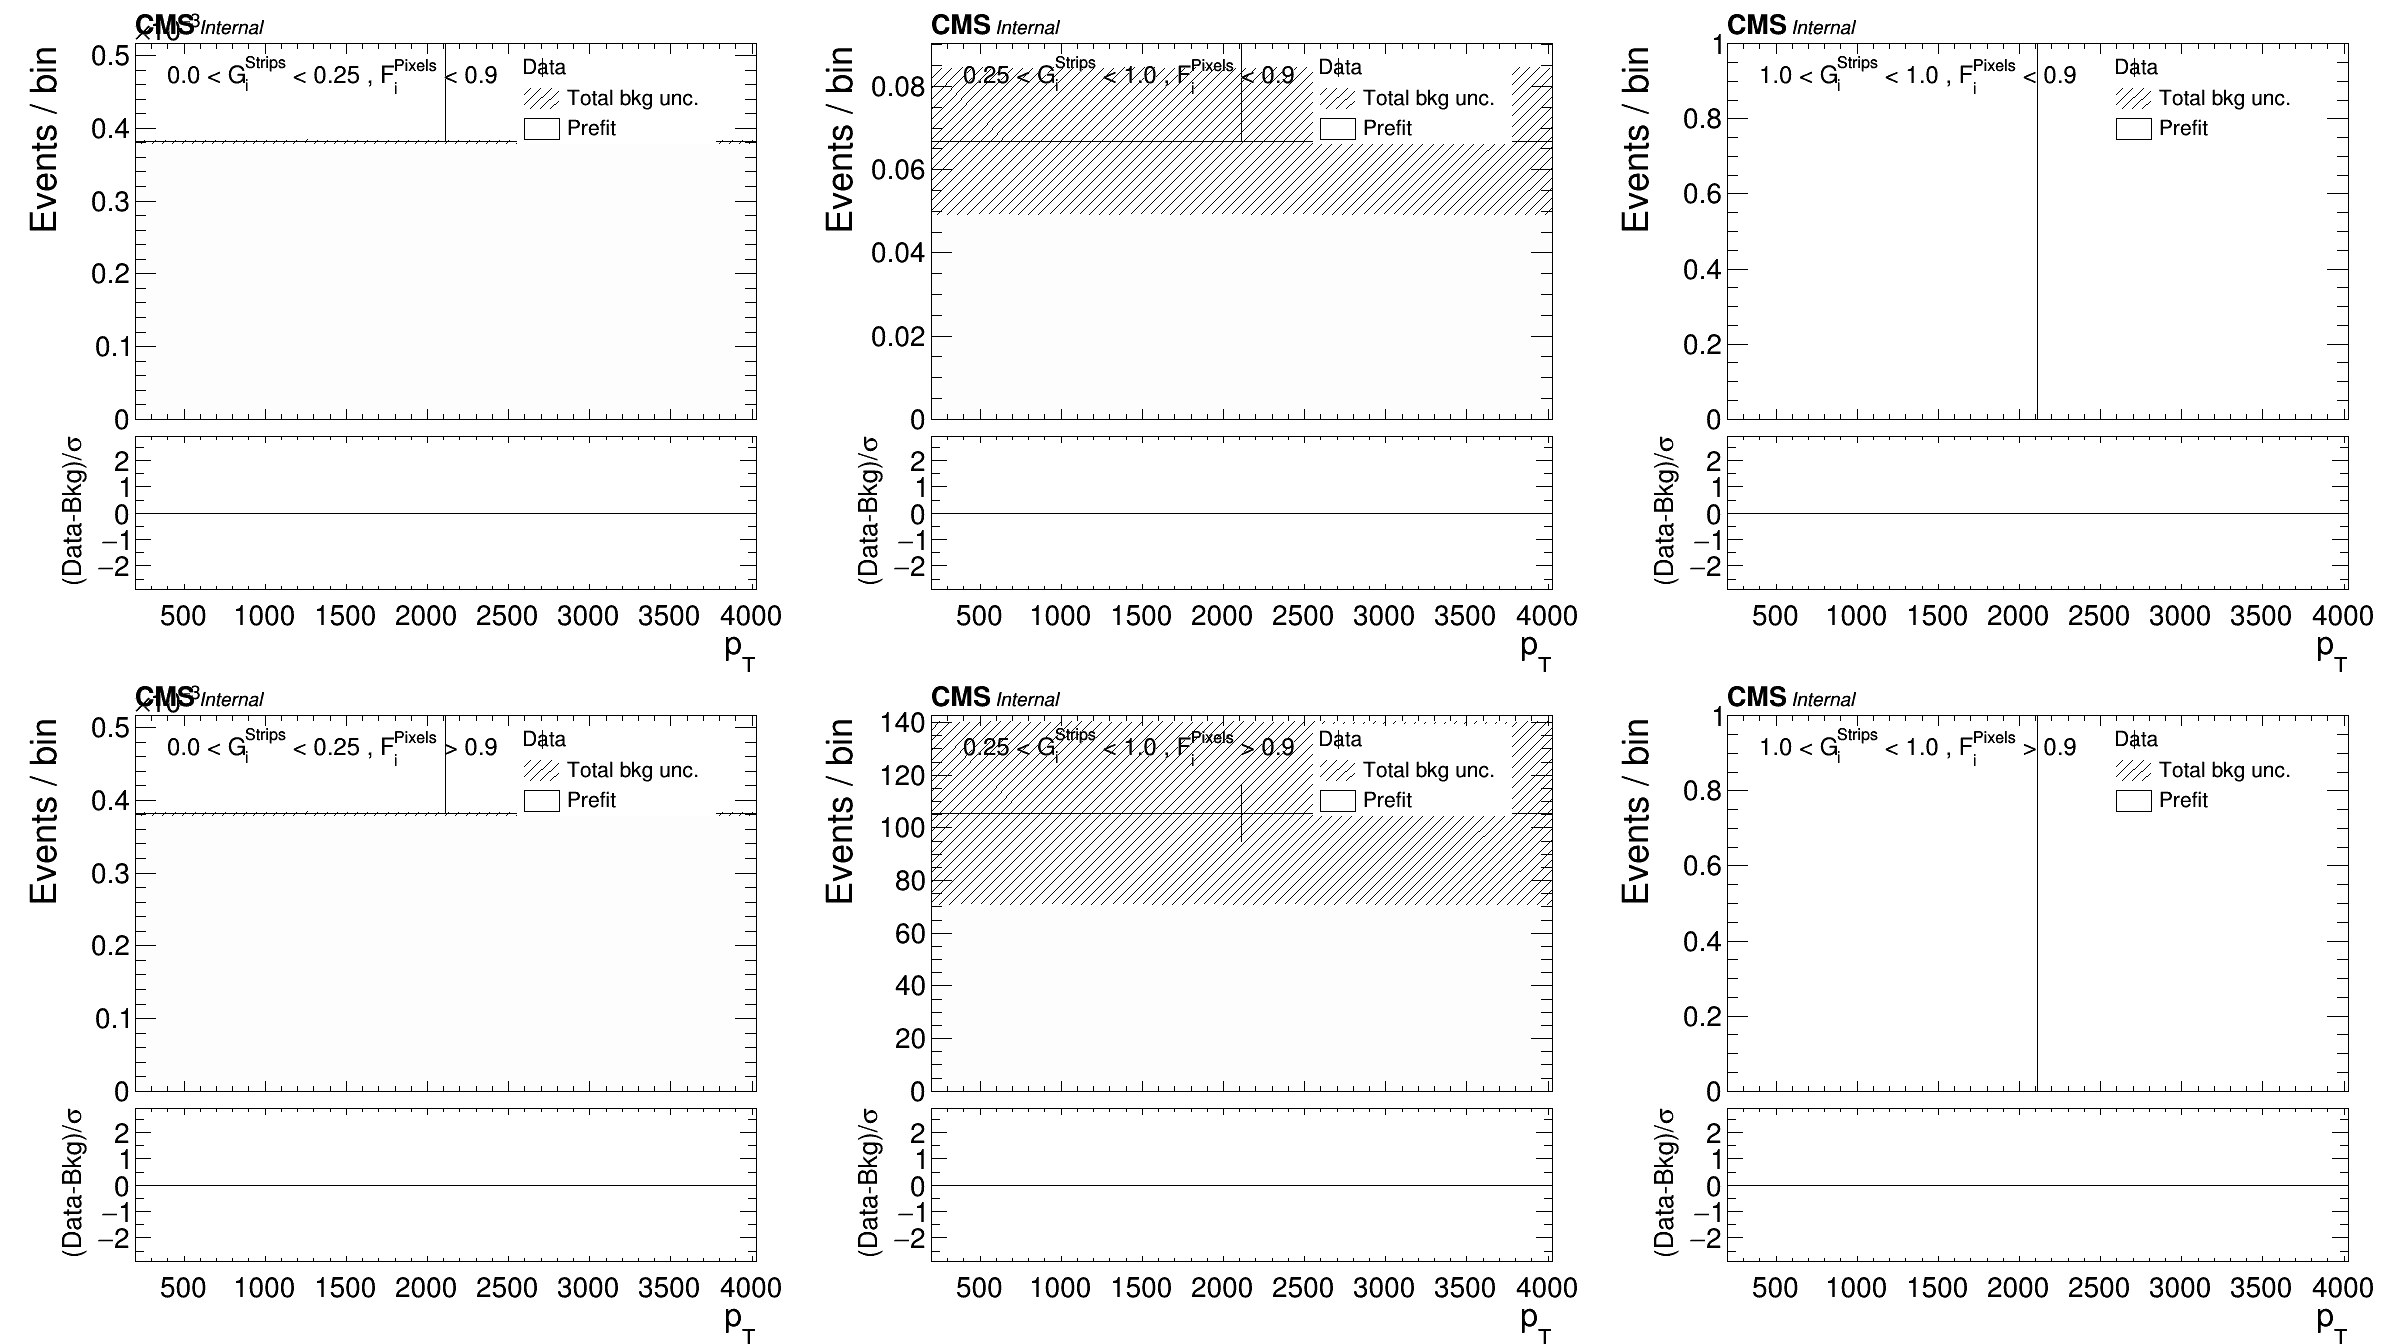 CMS Internal
×10⁻³
Events / bin
0.0 < G_i^Strips < 0.25 , F_i^Pixels < 0.9
Data
Total bkg unc.
Prefit
0.5
0.4
0.3
0.2
0.1
0
(Data-Bkg)/σ
2
1
0
−1
−2
500 1000 1500 2000 2500 3000 3500 4000
p_T
CMS Internal
Events / bin
0.25 < G_i^Strips < 1.0 , F_i^Pixels < 0.9
Data
Total bkg unc.
Prefit
0.08
0.06
0.04
0.02
0
(Data-Bkg)/σ
2
1
0
−1
−2
500 1000 1500 2000 2500 3000 3500 4000
p_T
CMS Internal
Events / bin
1.0 < G_i^Strips < 1.0 , F_i^Pixels < 0.9
Data
Total bkg unc.
Prefit
1
0.8
0.6
0.4
0.2
0
(Data-Bkg)/σ
2
1
0
−1
−2
500 1000 1500 2000 2500 3000 3500 4000
p_T
CMS Internal
×10⁻³
Events / bin
0.0 < G_i^Strips < 0.25 , F_i^Pixels > 0.9
Data
Total bkg unc.
Prefit
0.5
0.4
0.3
0.2
0.1
0
(Data-Bkg)/σ
2
1
0
−1
−2
500 1000 1500 2000 2500 3000 3500 4000
p_T
CMS Internal
Events / bin
0.25 < G_i^Strips < 1.0 , F_i^Pixels > 0.9
Data
Total bkg unc.
Prefit
140
120
100
80
60
40
20
0
(Data-Bkg)/σ
2
1
0
−1
−2
500 1000 1500 2000 2500 3000 3500 4000
p_T
CMS Internal
Events / bin
1.0 < G_i^Strips < 1.0 , F_i^Pixels > 0.9
Data
Total bkg unc.
Prefit
1
0.8
0.6
0.4
0.2
0
(Data-Bkg)/σ
2
1
0
−1
−2
500 1000 1500 2000 2500 3000 3500 4000
p_T